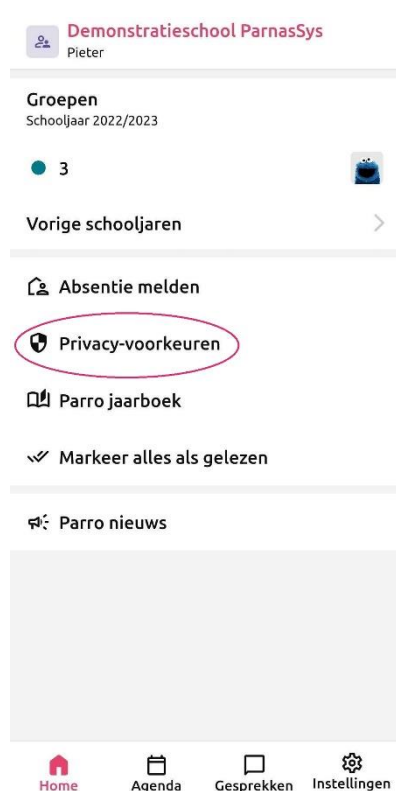 Demonstratieschool ParnasSys
Pieter
Groepen
Schooljaar 2022/2023
3
Vorige schooljaren
Absentie melden
Privacy-voorkeuren
Parro jaarboek
Markeer alles als gelezen
Parro nieuws
Home Agenda Gesprekken Instellingen